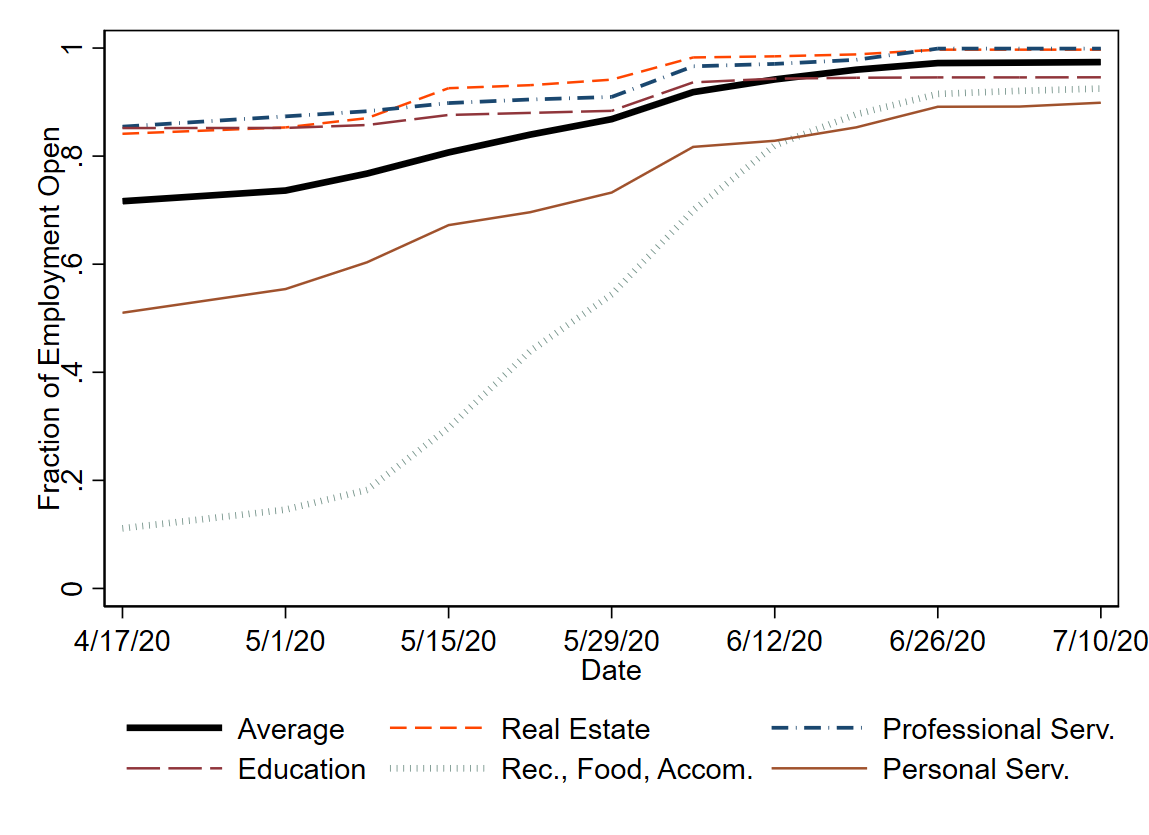 Fraction of Employment Open
1
.8
.6
.4
.2
0
4/17/20 5/1/20 5/15/20 5/29/20 6/12/20 6/26/20 7/10/20
Date
Average Real Estate Professional Serv.
Education Rec., Food, Accom. Personal Serv.